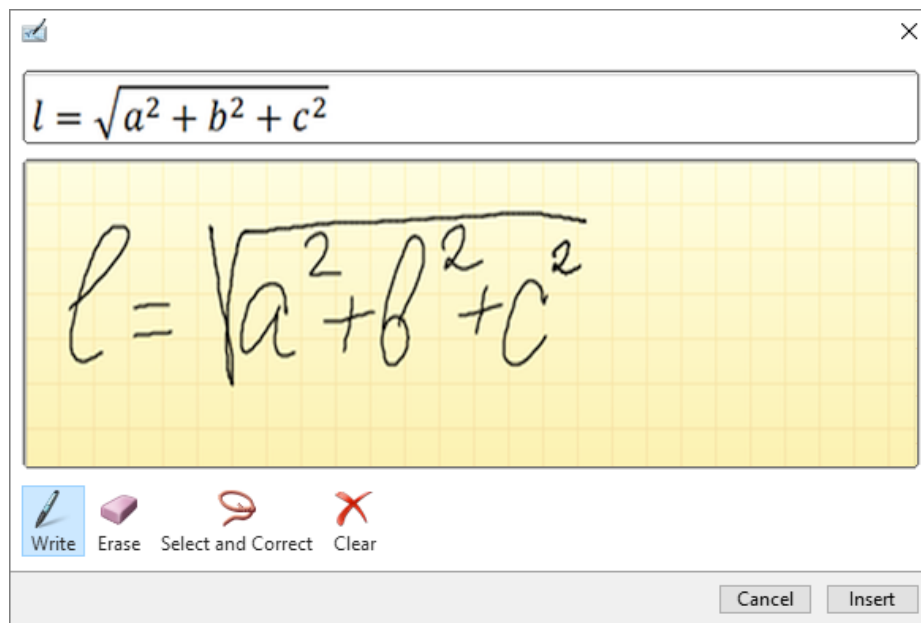 l = √(a² + b² + c²)
l = √(a² + b² + c²)
Write Erase Select and Correct Clear
Cancel Insert